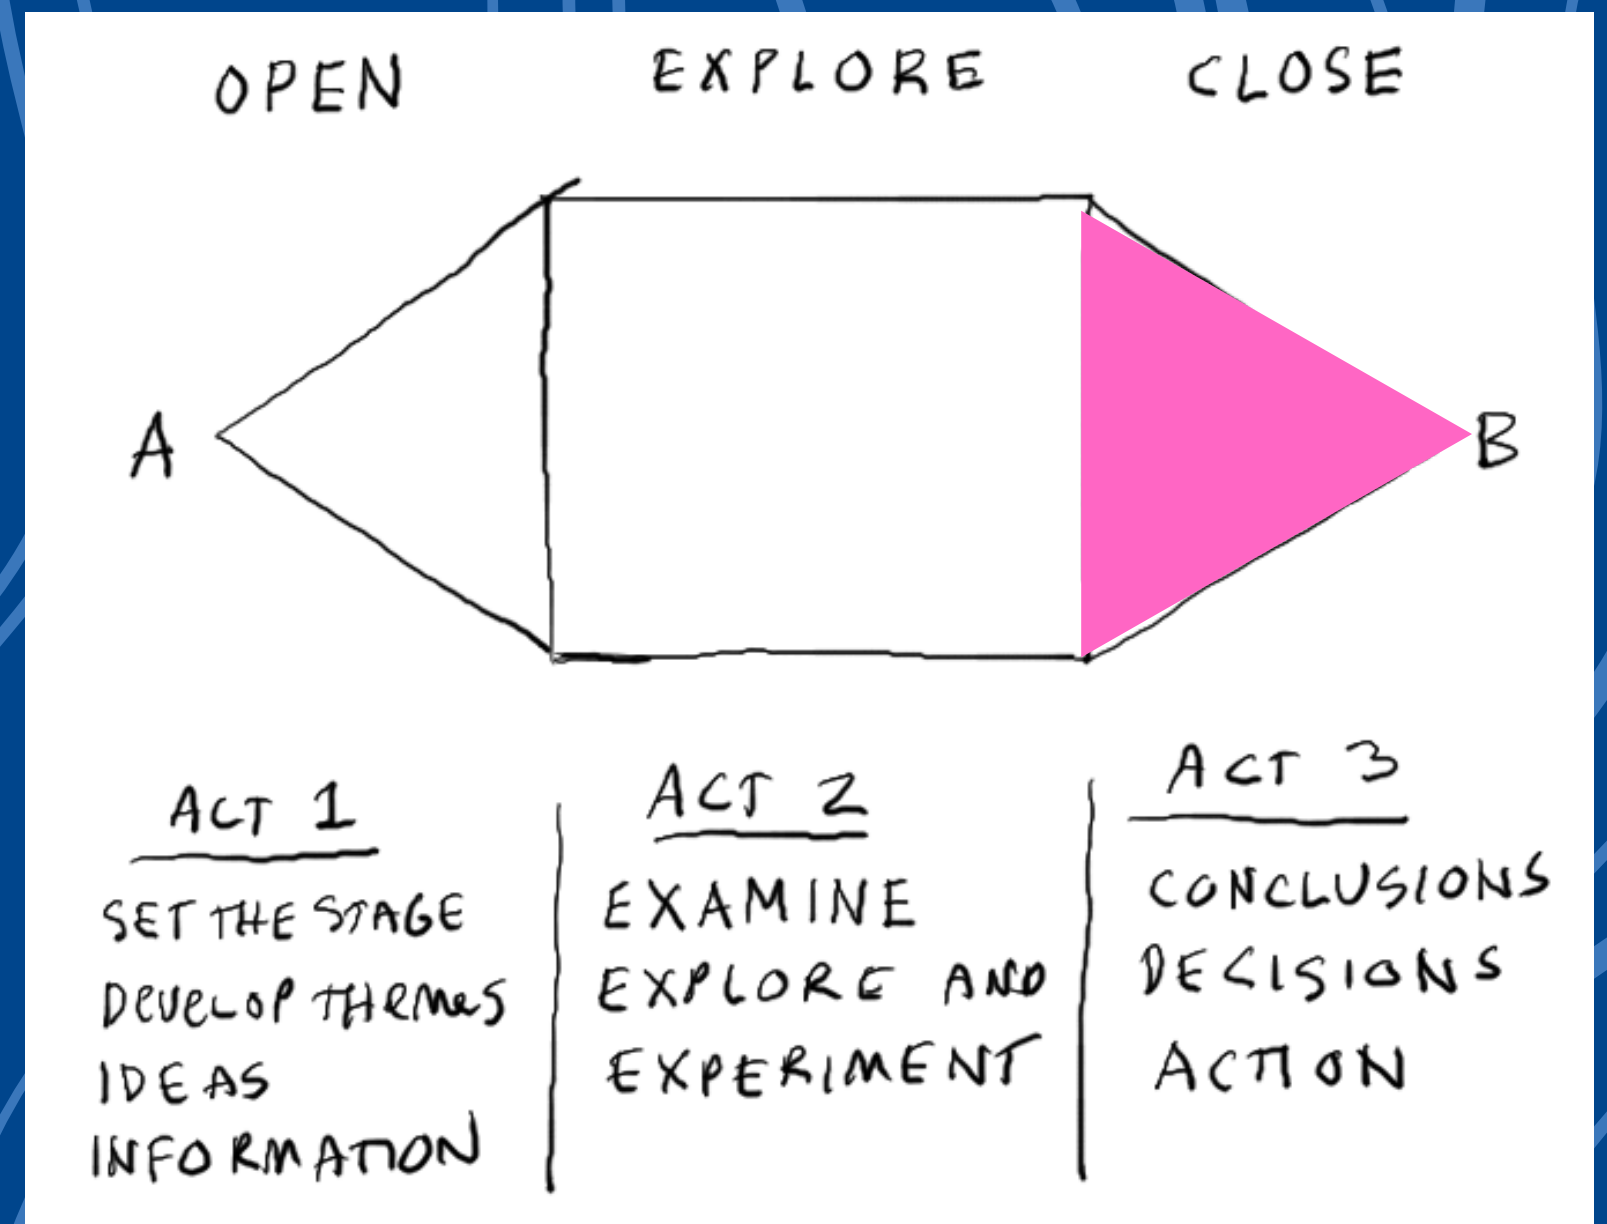 OPEN EXPLORE CLOSE
A
B
ACT 1
SET THE STAGE
DEVELOP THEMES
IDEAS
INFORMATION
ACT 2
EXAMINE
EXPLORE AND
EXPERIMENT
ACT 3
CONCLUSIONS
DECISIONS
ACTION